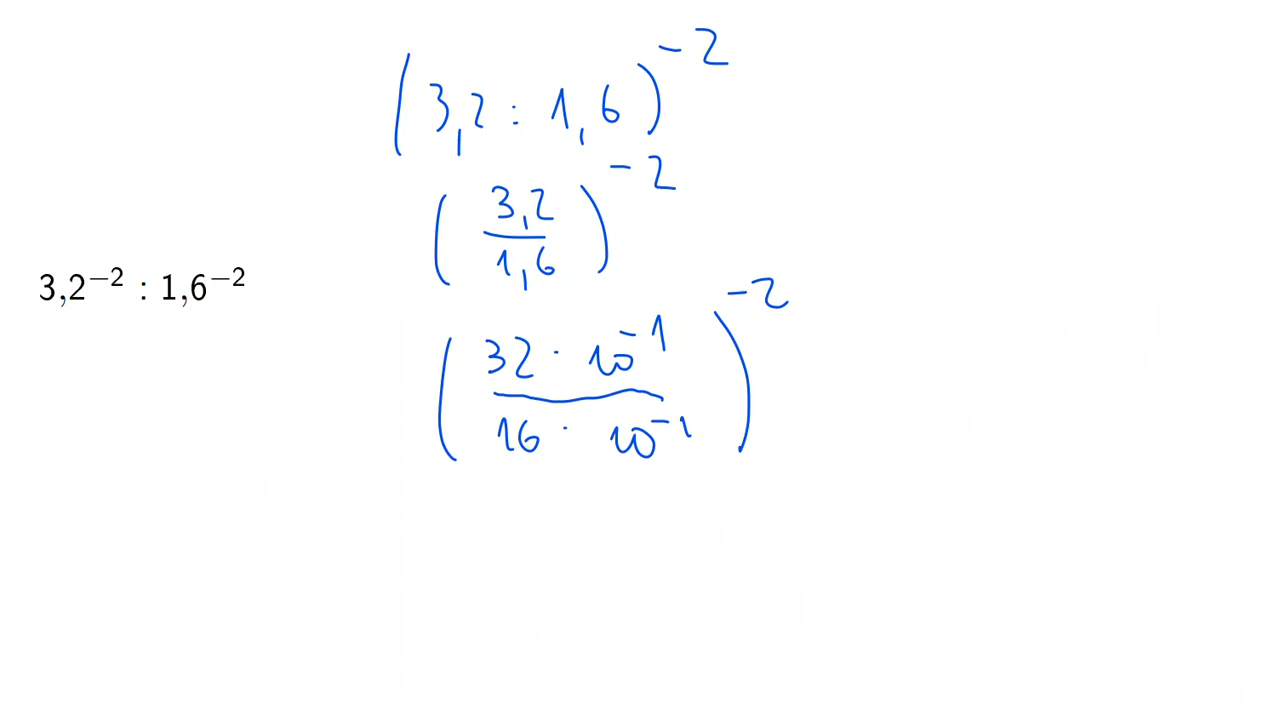 (3,2 : 1,6)⁻²
(3,2/1,6)⁻²
3,2⁻² : 1,6⁻²
(32 · 10⁻¹ / 16 · 10⁻¹)⁻²